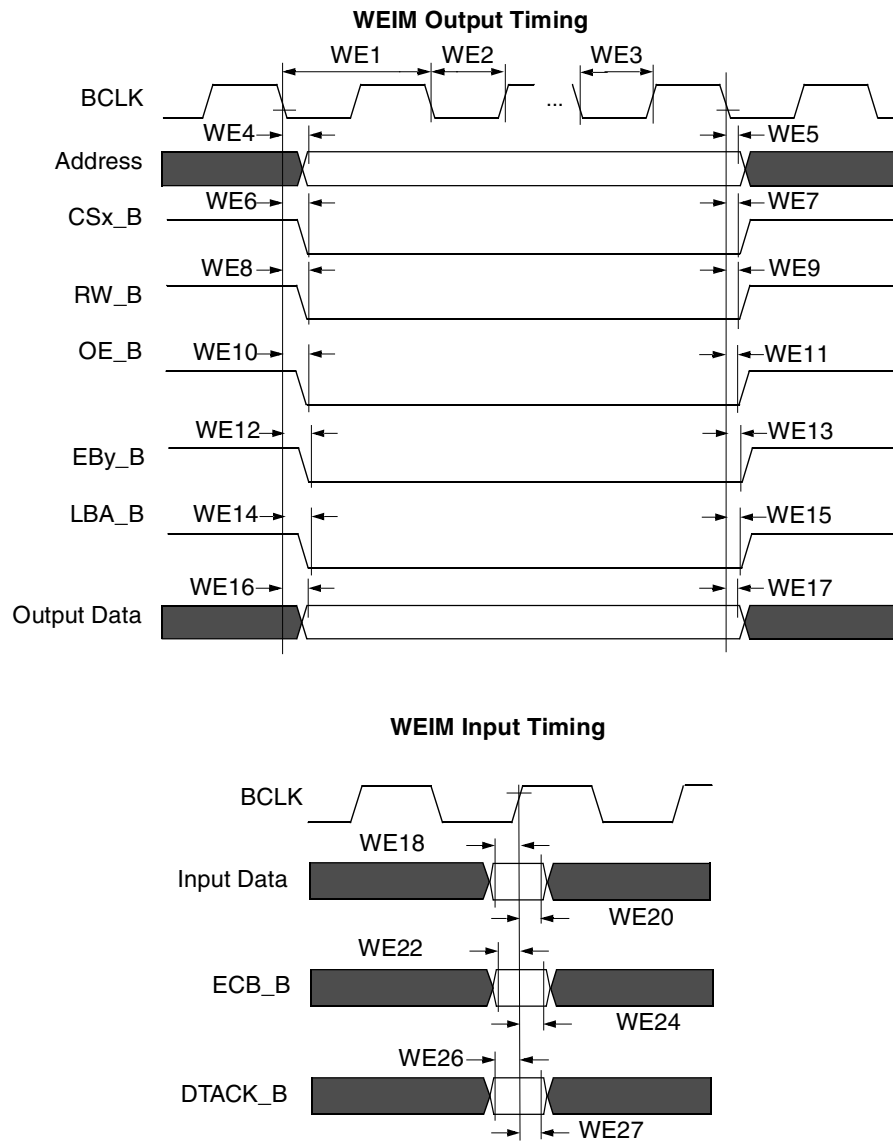 WEIM Output Timing
WE1 WE2 WE3
BCLK ...
WE4 WE5
Address
WE6 WE7
CSx_B
WE8 WE9
RW_B
OE_B WE10 WE11
WE12 WE13
EBy_B
LBA_B WE14 WE15
WE16 WE17
Output Data
WEIM Input Timing
BCLK
WE18
Input Data
WE20
WE22
ECB_B
WE24
WE26
DTACK_B
WE27